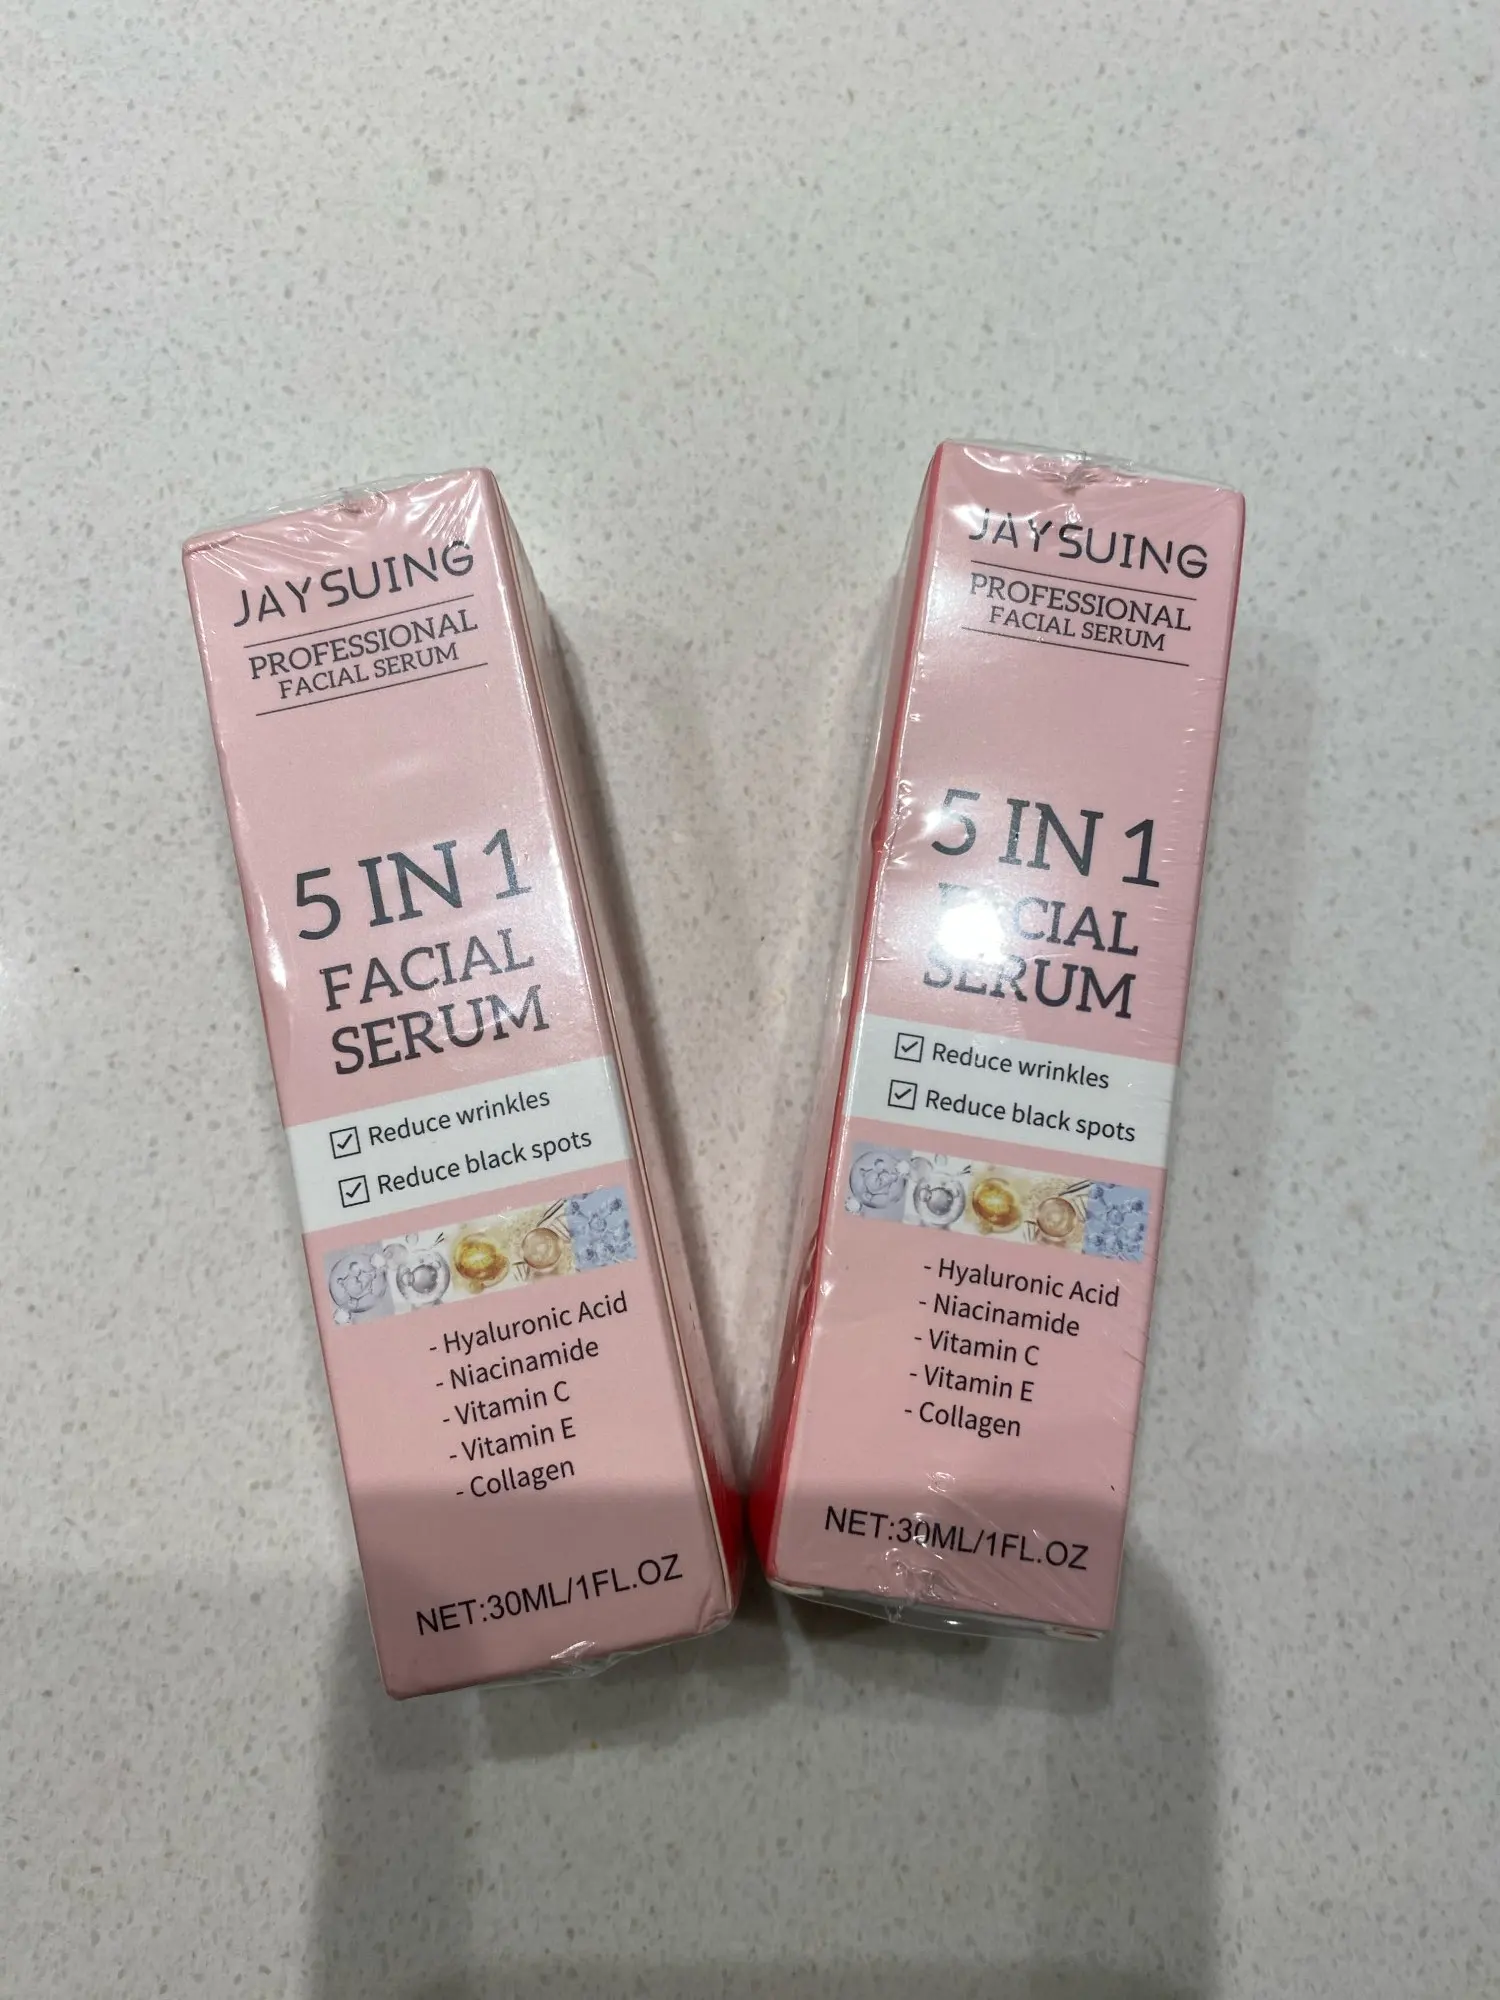 JAYSUING
PROFESSIONAL
FACIAL SERUM
5 IN 1
FACIAL
SERUM
Reduce wrinkles
Reduce black spots
- Hyaluronic Acid
- Niacinamide
- Vitamin C
- Vitamin E
- Collagen
NET:30ML/1FL.OZ
JAYSUING
PROFESSIONAL
FACIAL SERUM
5 IN 1
FACIAL
SERUM
Reduce wrinkles
Reduce black spots
- Hyaluronic Acid
- Niacinamide
- Vitamin C
- Vitamin E
- Collagen
NET:30ML/1FL.OZ